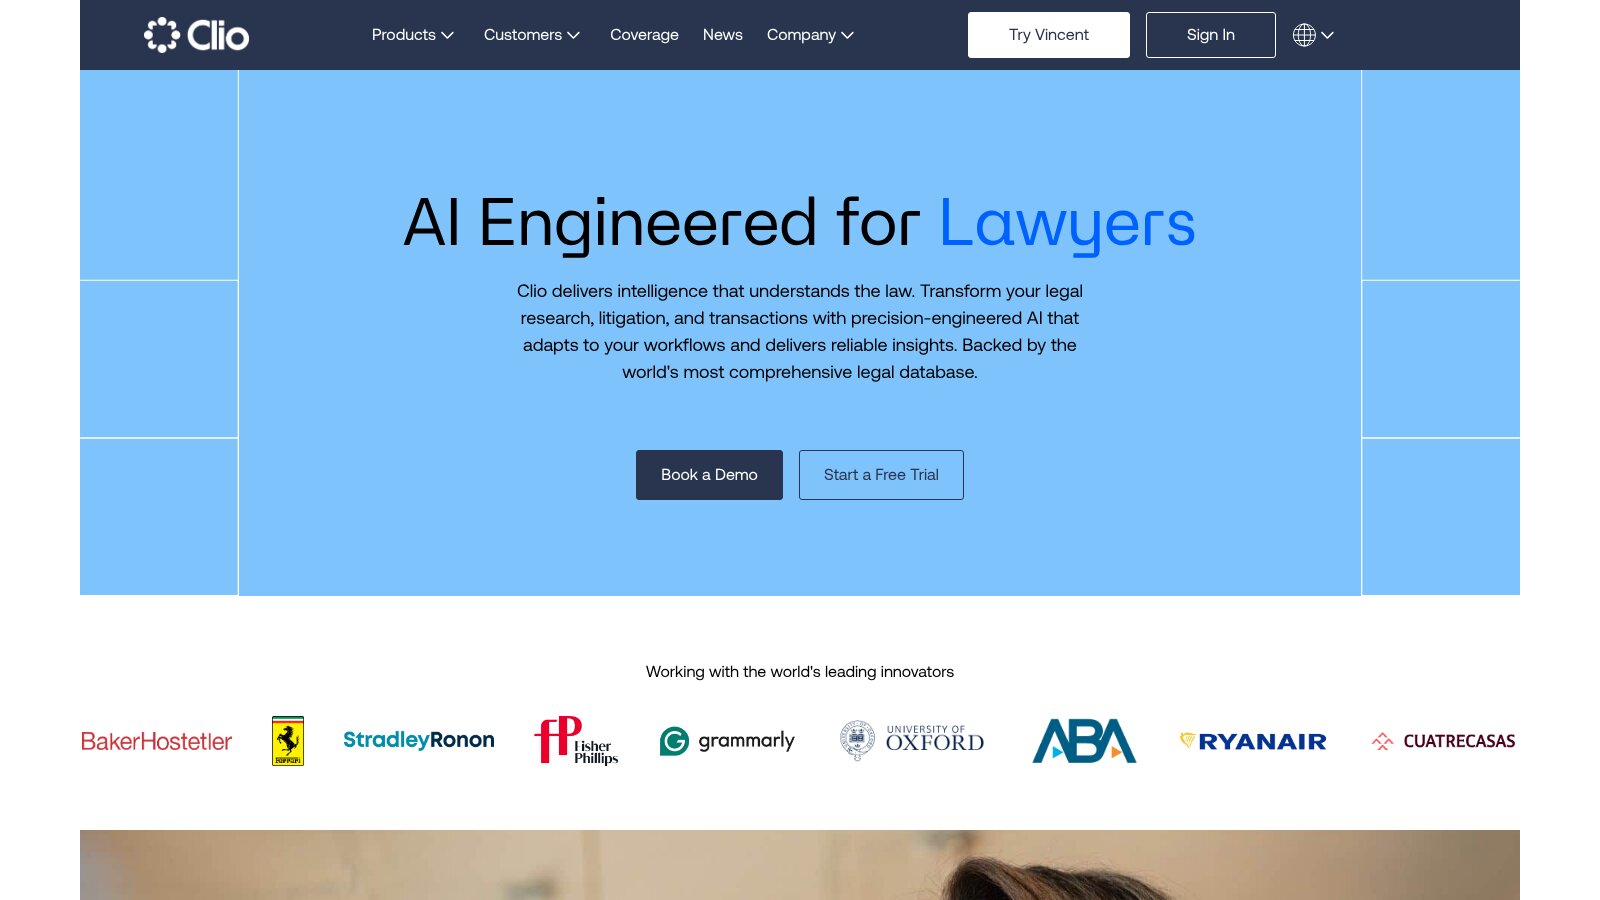 Clio
Products
Customers
Coverage
News
Company
Try Vincent
Sign In
AI Engineered for Lawyers
Clio delivers intelligence that understands the law. Transform your legal
research, litigation, and transactions with precision-engineered AI that
adapts to your workflows and delivers reliable insights. Backed by the
world's most comprehensive legal database.
Book a Demo
Start a Free Trial
Working with the world's leading innovators
BakerHostetler
Ferrari
StradleyRonon
fP Fisher
Phillips
grammarly
UNIVERSITY OF
OXFORD
ABA
RYANAIR
CUATRECASAS